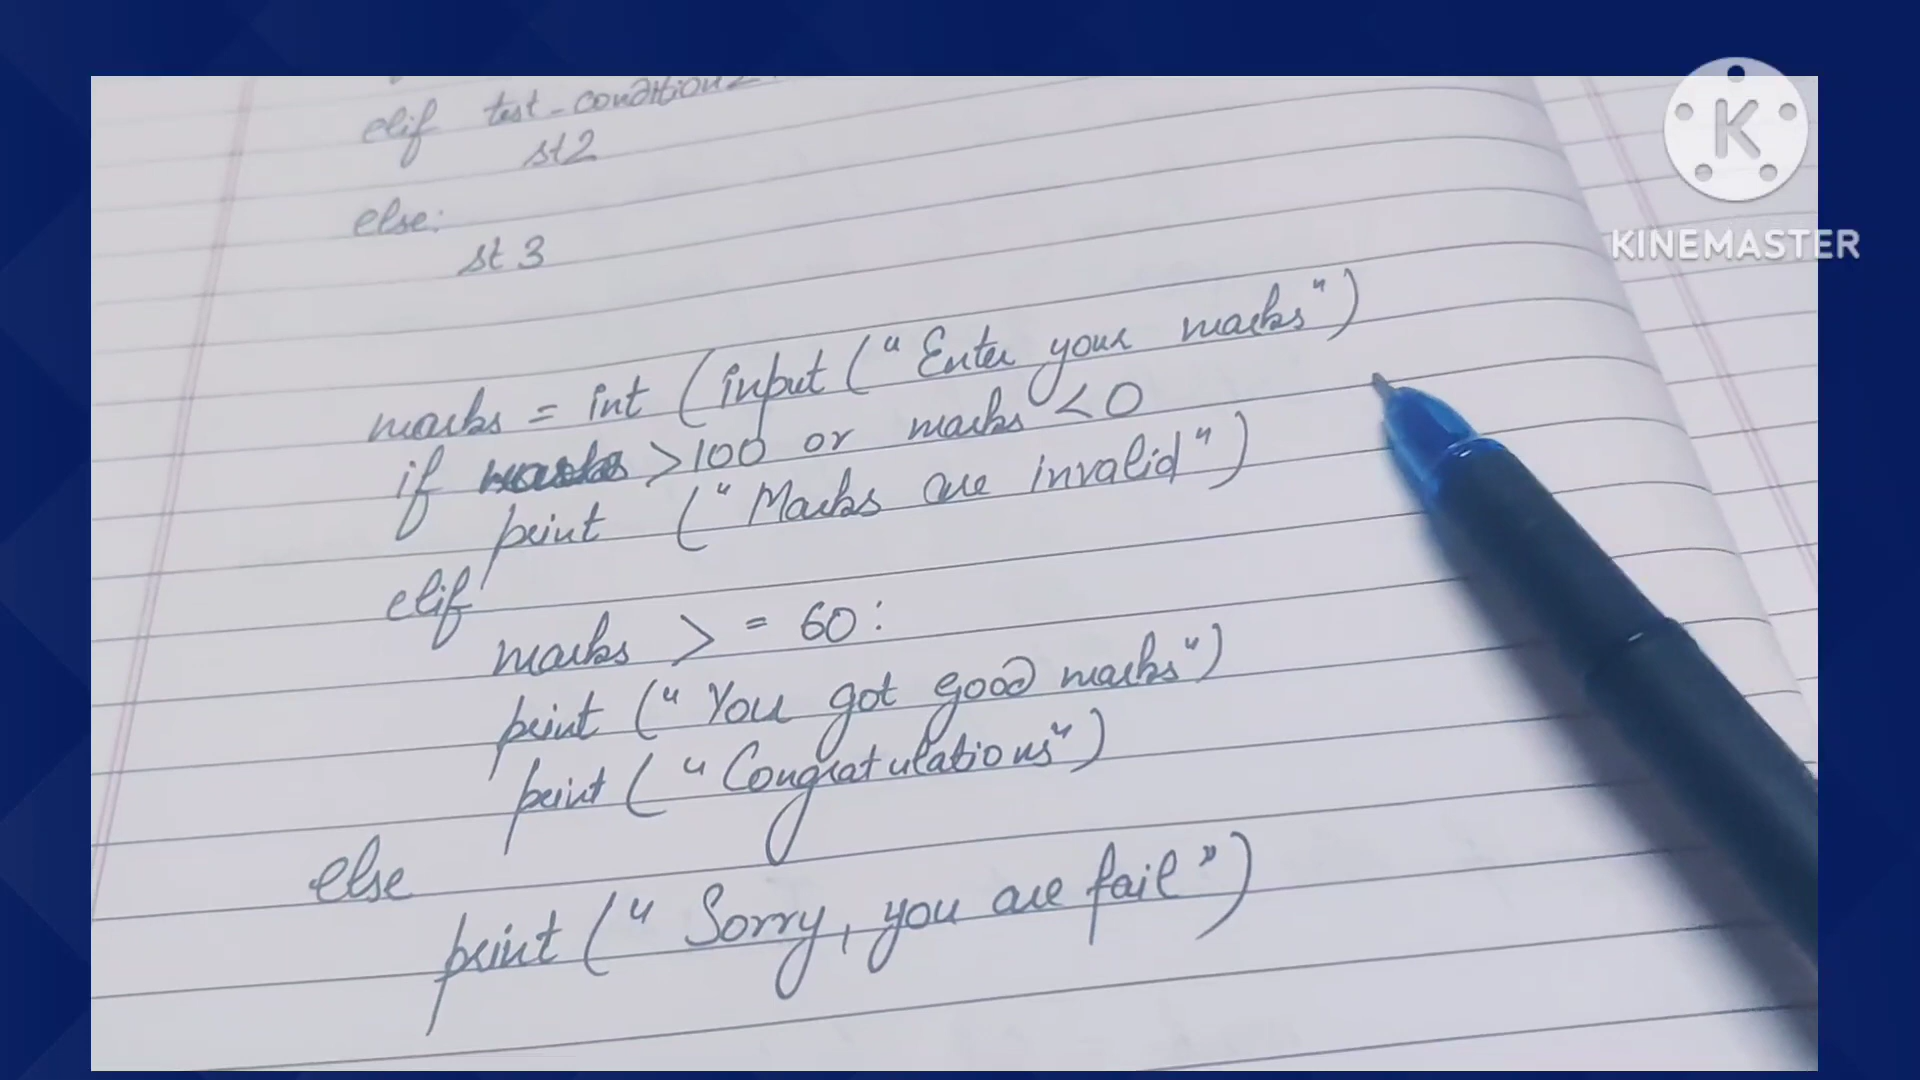 elif test-condition2:
st2
else:
st 3
marks = int (input (" Enter your marks")
if marks >100 or marks <0
print (" Marks are invalid")
elif
marks > = 60:
print (" You got good marks")
print (" Congratulations")
else
print (" Sorry, you are fail")
K
KINEMASTER